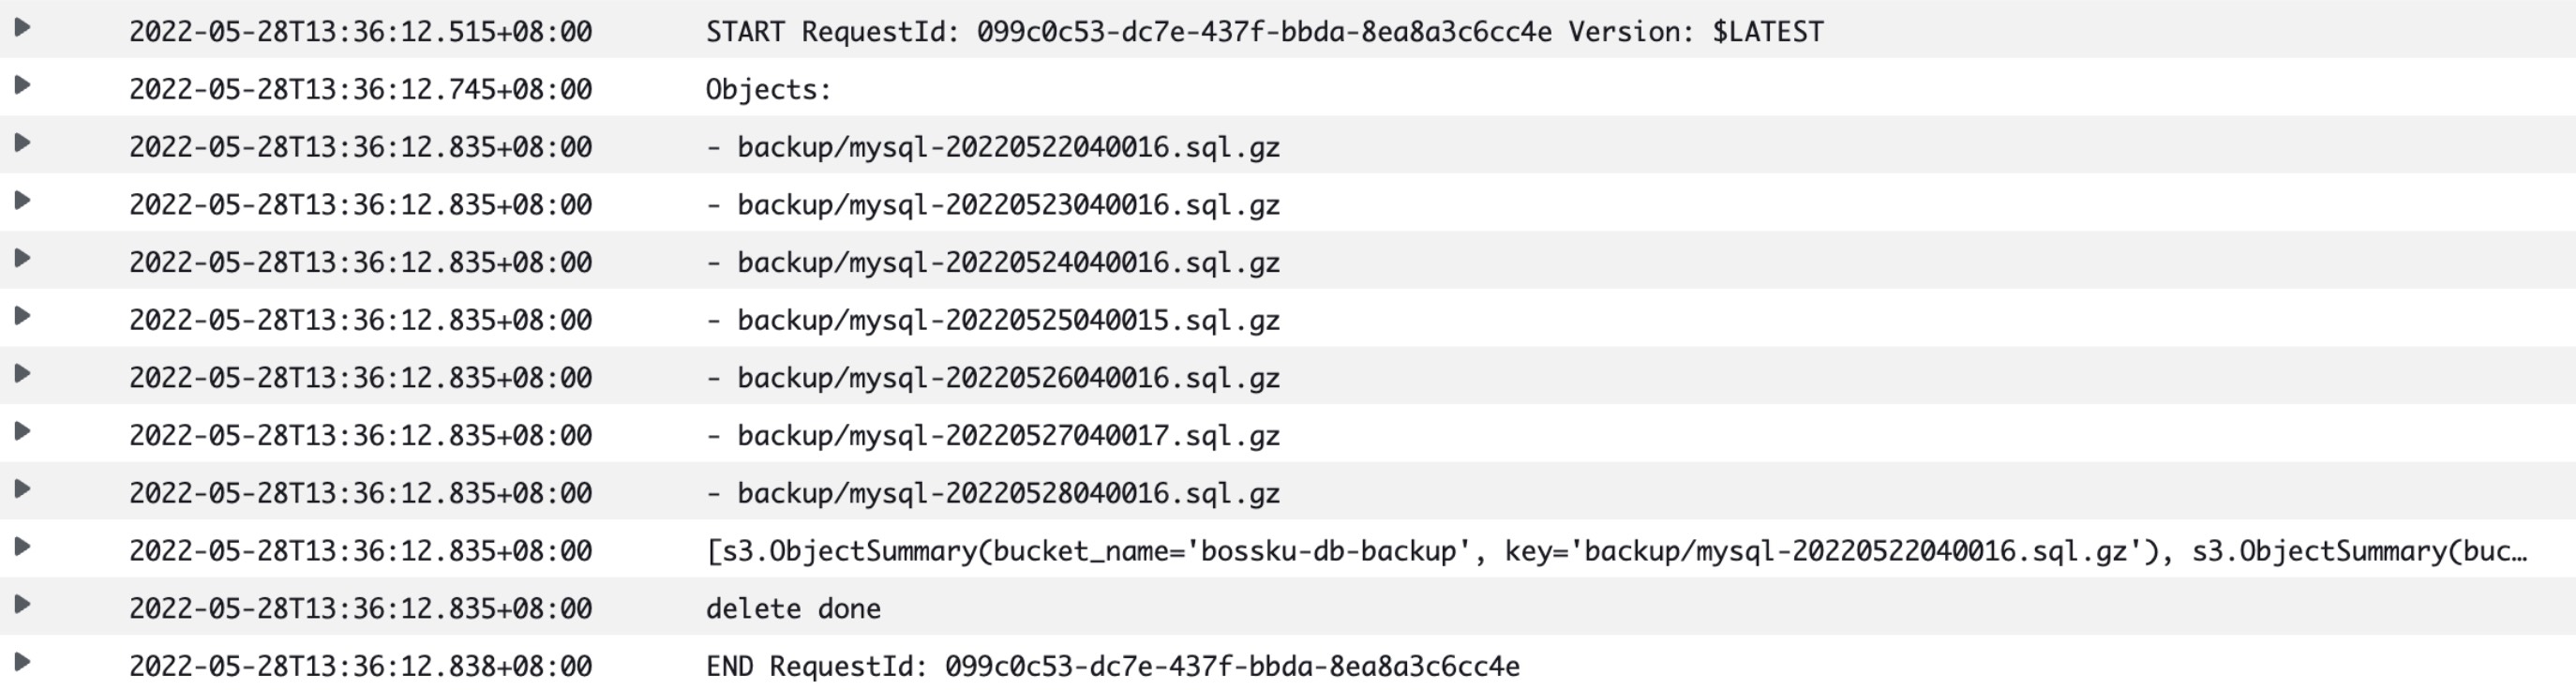 2022-05-28T13:36:12.515+08:00 START RequestId: 099c0c53-dc7e-437f-bbda-8ea8a3c6cc4e Version: $LATEST
2022-05-28T13:36:12.745+08:00 Objects:
2022-05-28T13:36:12.835+08:00 - backup/mysql-20220522040016.sql.gz
2022-05-28T13:36:12.835+08:00 - backup/mysql-20220523040016.sql.gz
2022-05-28T13:36:12.835+08:00 - backup/mysql-20220524040016.sql.gz
2022-05-28T13:36:12.835+08:00 - backup/mysql-20220525040015.sql.gz
2022-05-28T13:36:12.835+08:00 - backup/mysql-20220526040016.sql.gz
2022-05-28T13:36:12.835+08:00 - backup/mysql-20220527040017.sql.gz
2022-05-28T13:36:12.835+08:00 - backup/mysql-20220528040016.sql.gz
2022-05-28T13:36:12.835+08:00 [s3.ObjectSummary(bucket_name='bossku-db-backup', key='backup/mysql-20220522040016.sql.gz'), s3.ObjectSummary(buc…
2022-05-28T13:36:12.835+08:00 delete done
2022-05-28T13:36:12.838+08:00 END RequestId: 099c0c53-dc7e-437f-bbda-8ea8a3c6cc4e